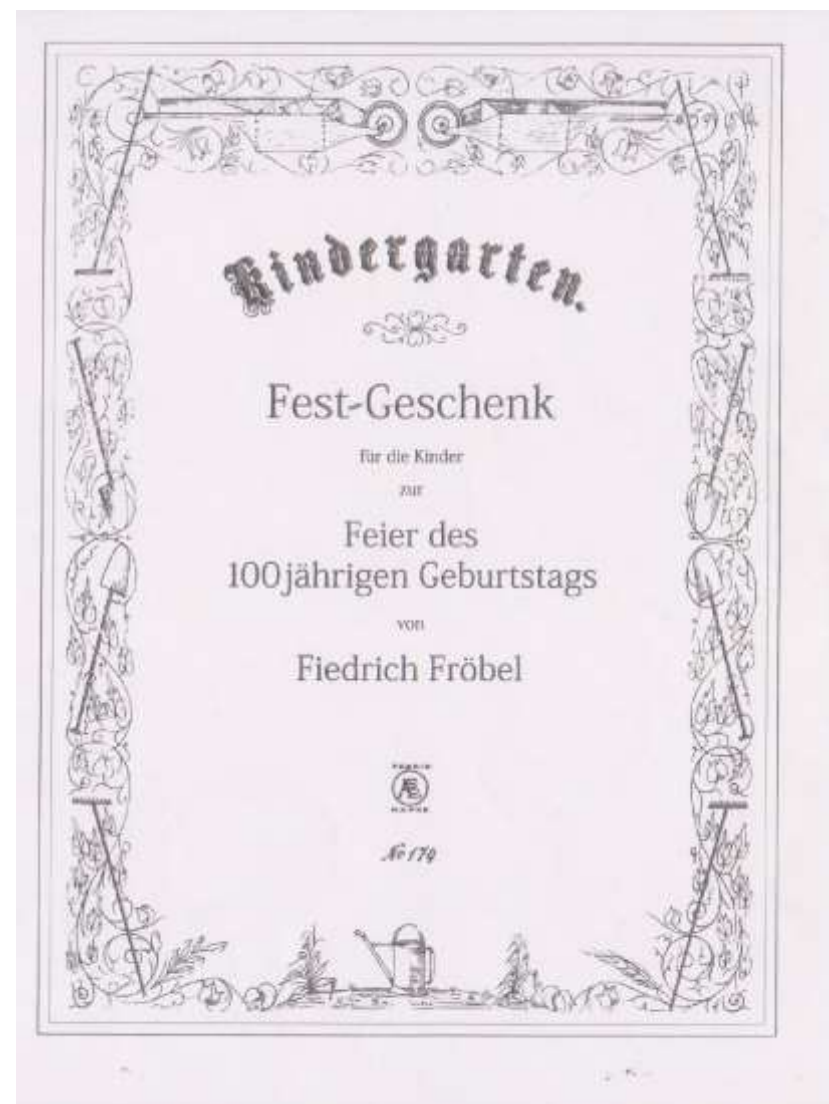 Kindergarten.
Fest-Geschenk
für die Kinder
zur
Feier des
100jährigen Geburtstags
von
Fiedrich Fröbel
No 179